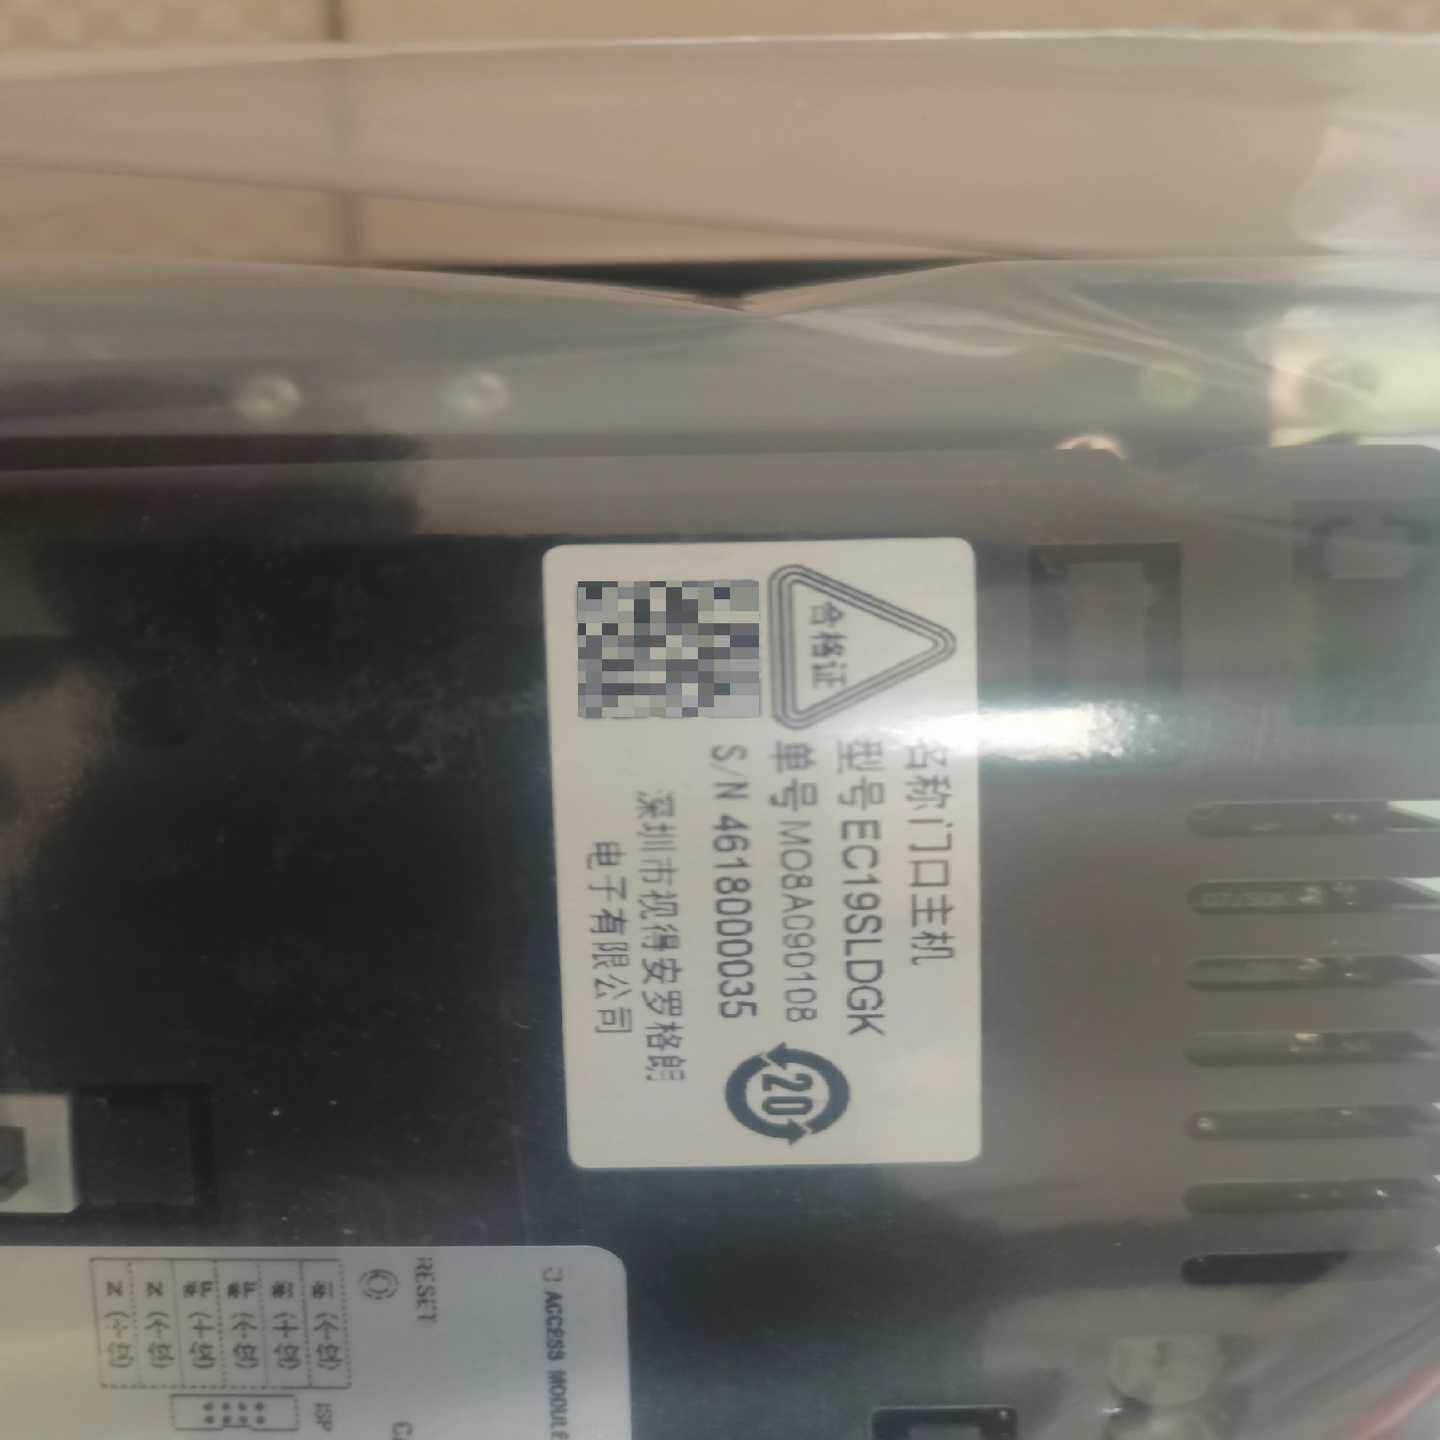 合格证
名称门口主机
型号EC19SLDGK
单号MO8A090108
S/N 4618000035
深圳市视得安罗格朗
电子有限公司
20
RESET
ACCESS MODULE
ISP